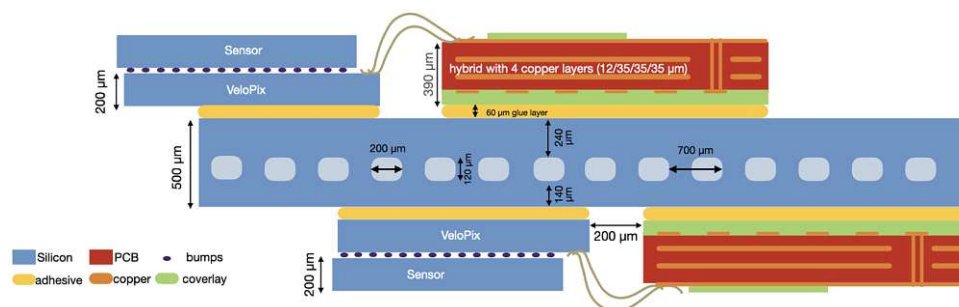 Sensor
VeloPix
200 µm
390 µm
hybrid with 4 copper layers (12/35/35/35 µm)
60 µm glue layer
500 µm
200 µm
120 µm
240 µm
140 µm
700 µm
VeloPix
Sensor
200 µm
200 µm
Silicon
PCB
bumps
adhesive
copper
coverlay